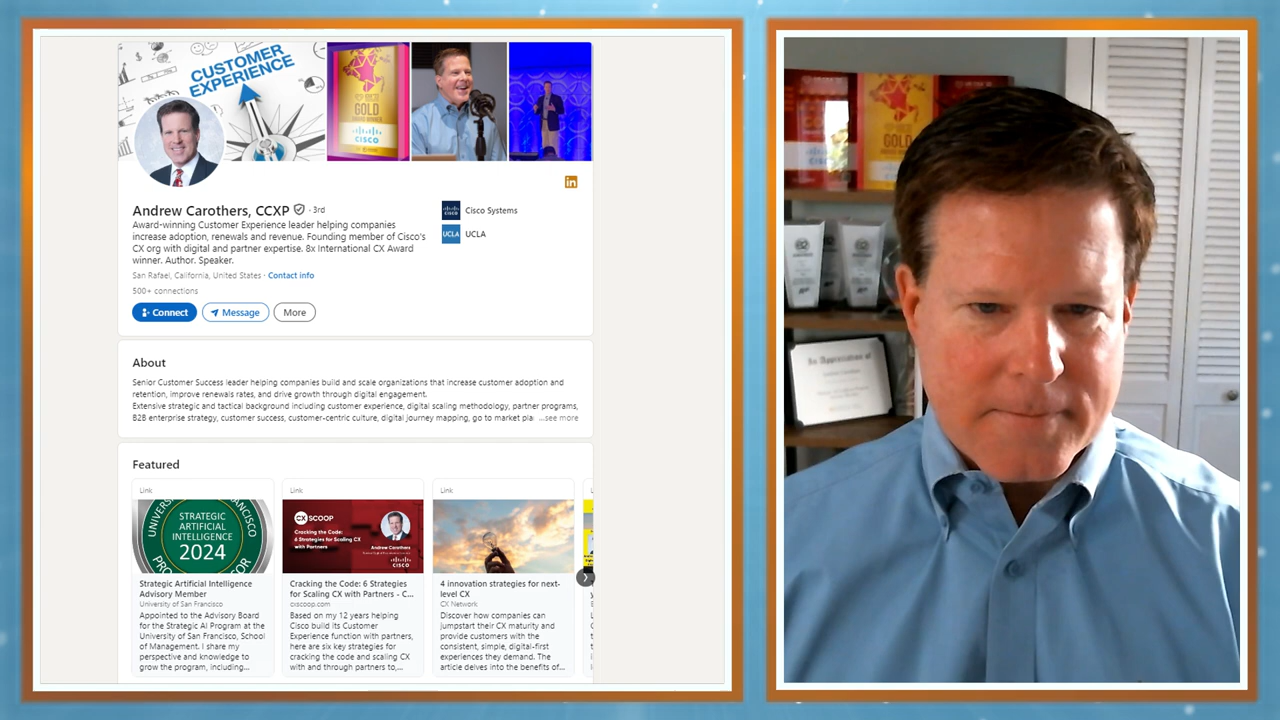 CUSTOMER
EXPERIENCE
GOLD
CISCO
in
Andrew Carothers, CCXP · 3rd
Award-winning Customer Experience leader helping companies
increase adoption, renewals and revenue. Founding member of Cisco's
CX org with digital and partner expertise. 8x International CX Award
winner. Author. Speaker.
San Rafael, California, United States · Contact info
500+ connections
Connect
Message
More
CISCO
Cisco Systems
UCLA
UCLA
About
Senior Customer Success leader helping companies build and scale organizations that increase customer adoption and
retention, improve renewals rates, and drive growth through digital engagement.
Extensive strategic and tactical background including customer experience, digital scaling methodology, partner programs,
B2B enterprise strategy, customer success, customer-centric culture, digital journey mapping, go to market pla ...see more
Featured
Link
STRATEGIC
ARTIFICIAL
INTELLIGENCE
2024
Strategic Artificial Intelligence
Advisory Member
University of San Francisco
Appointed to the Advisory Board
for the Strategic AI Program at the
University of San Francisco, School
of Management. I share my
perspective and knowledge to
grow the program, including...
Link
CX SCOOP
Cracking the Code:
6 Strategies for Scaling CX
with Partners
Andrew Carothers
CISCO
Cracking the Code: 6 Strategies
for Scaling CX with Partners - C...
cxscoop.com
Based on my 12 years helping
Cisco build its Customer
Experience function with partners,
here are six key strategies for
cracking the code and scaling CX
with and through partners to,...
Link
4 innovation strategies for next-
level CX
CX Network
Discover how companies can
jumpstart their CX maturity and
provide customers with the
consistent, simple, digital-first
experiences they demand. The
article delves into the benefits of...
GOLD
In Appreciation of